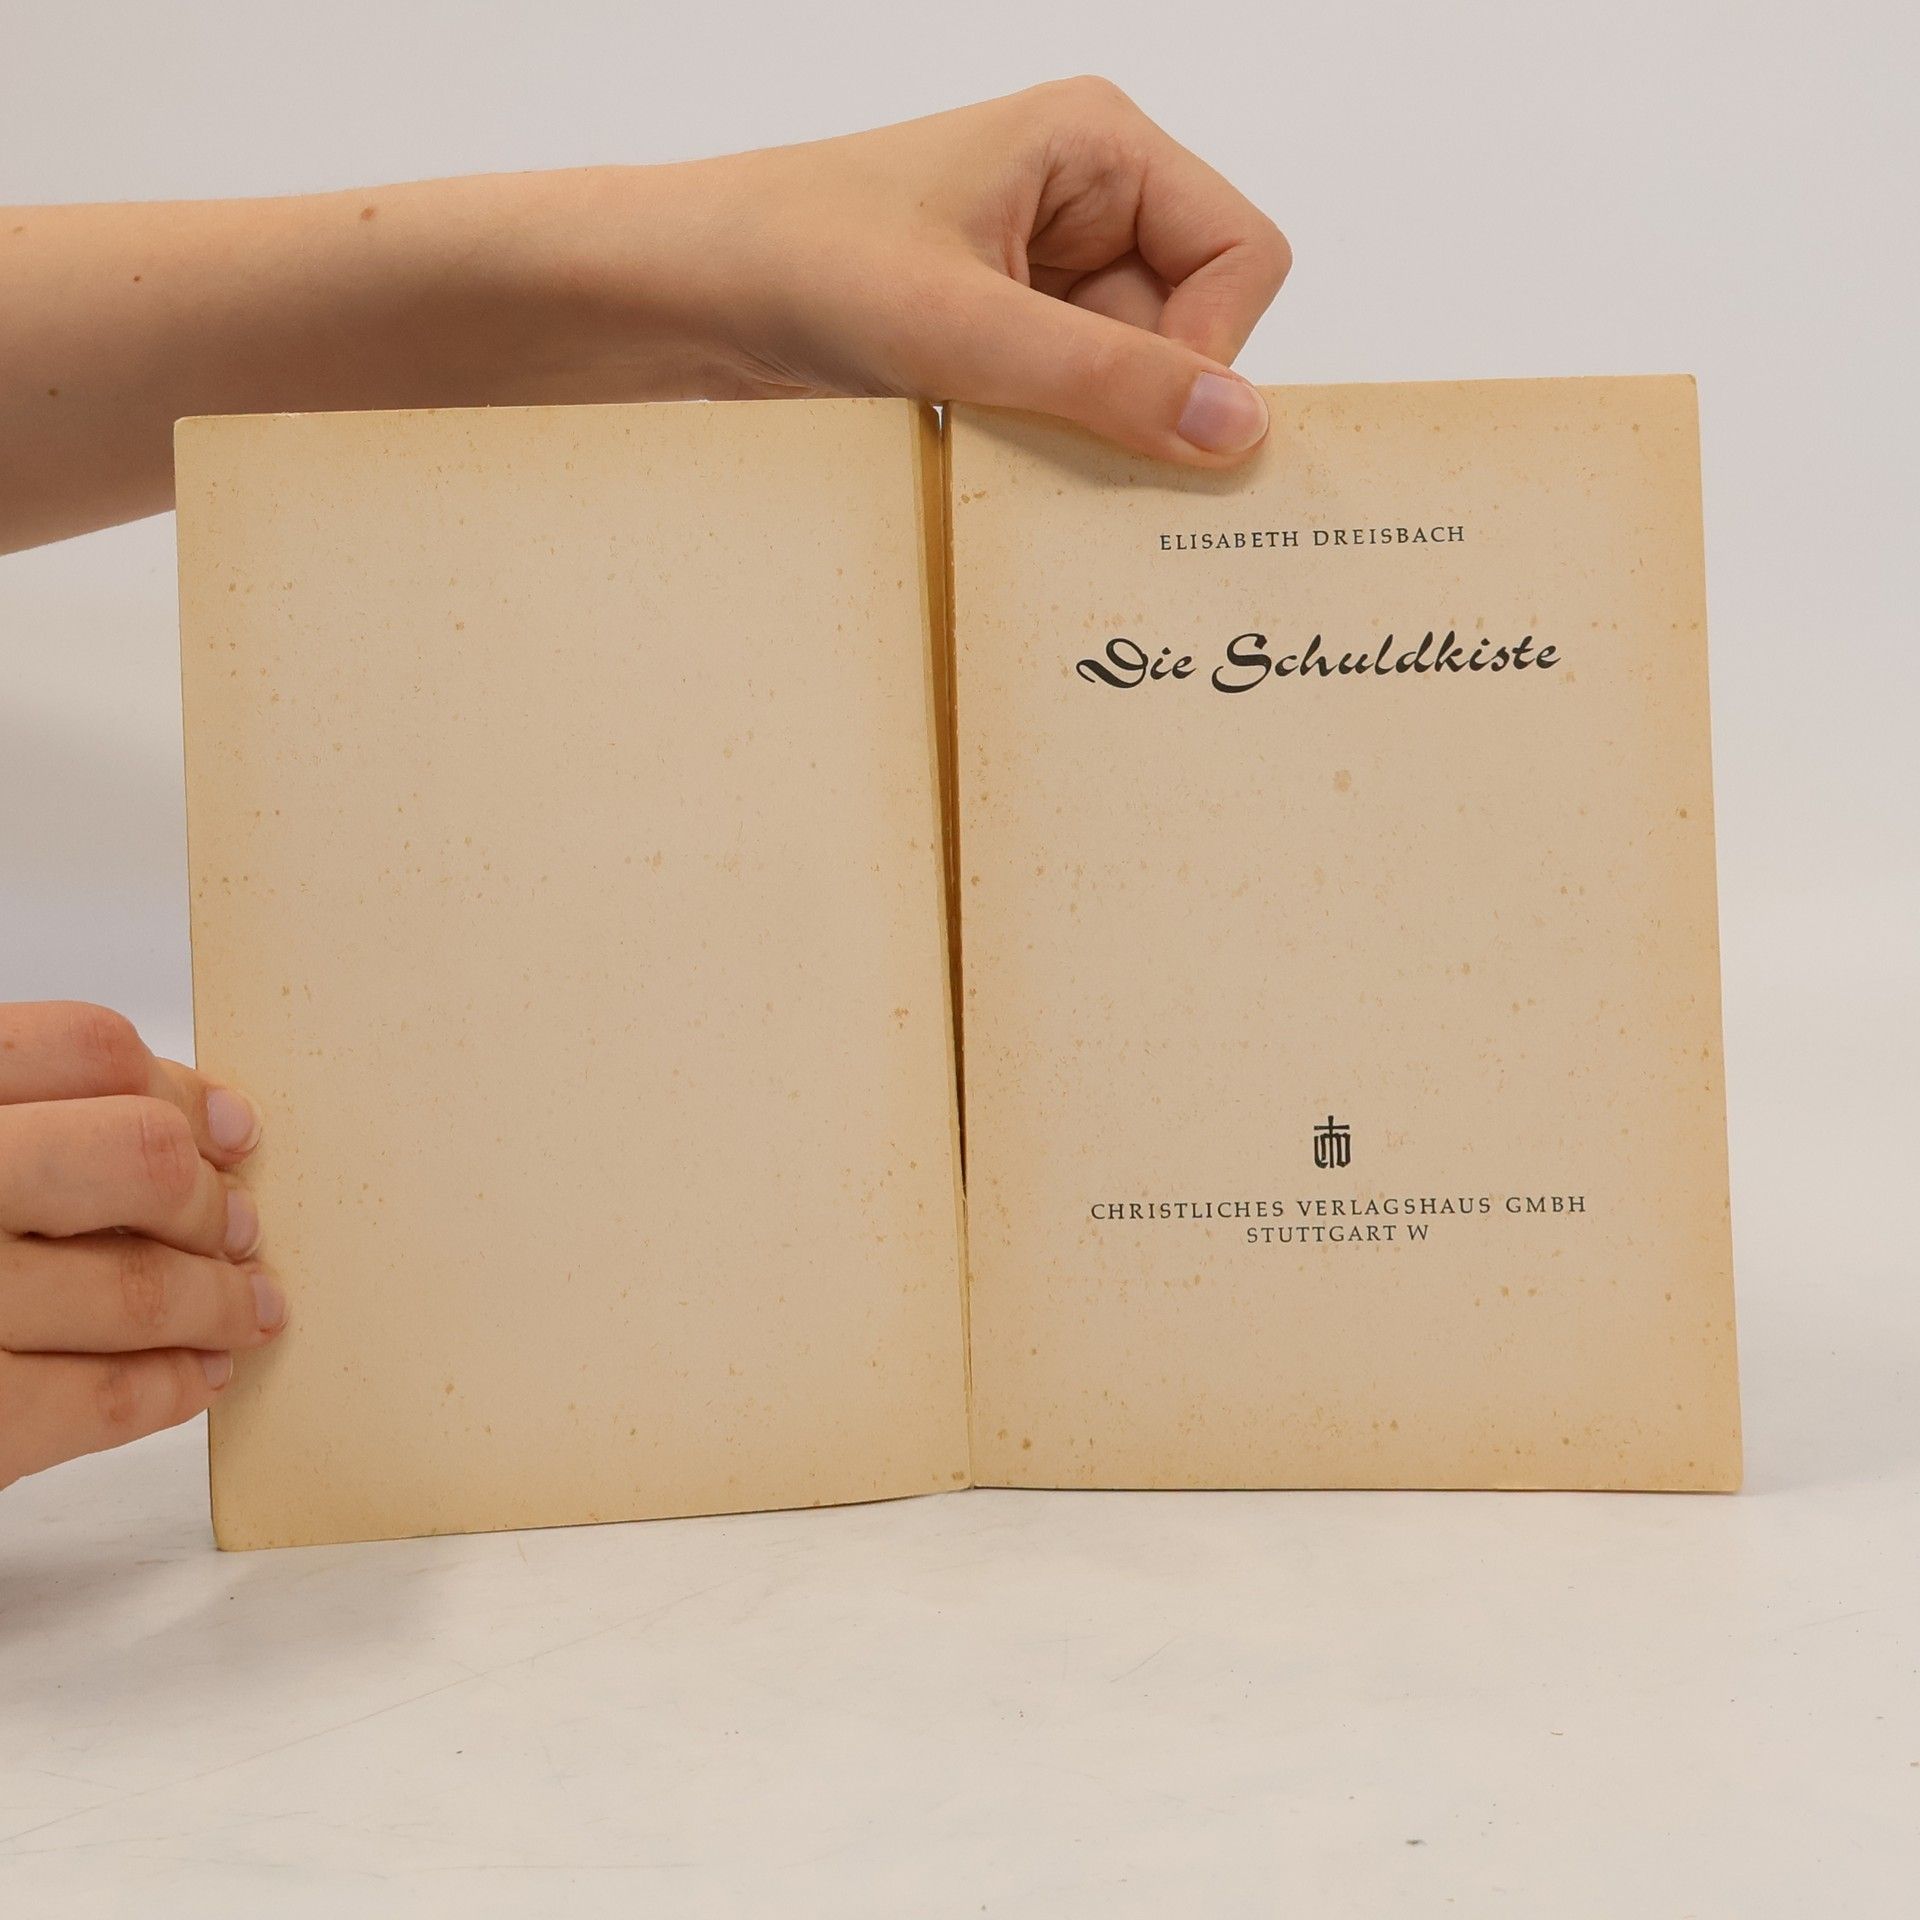 ELISABETH DREISBACH
Die Schuldkiste
CHRISTLICHES VERLAGSHAUS GMBH
STUTTGART W